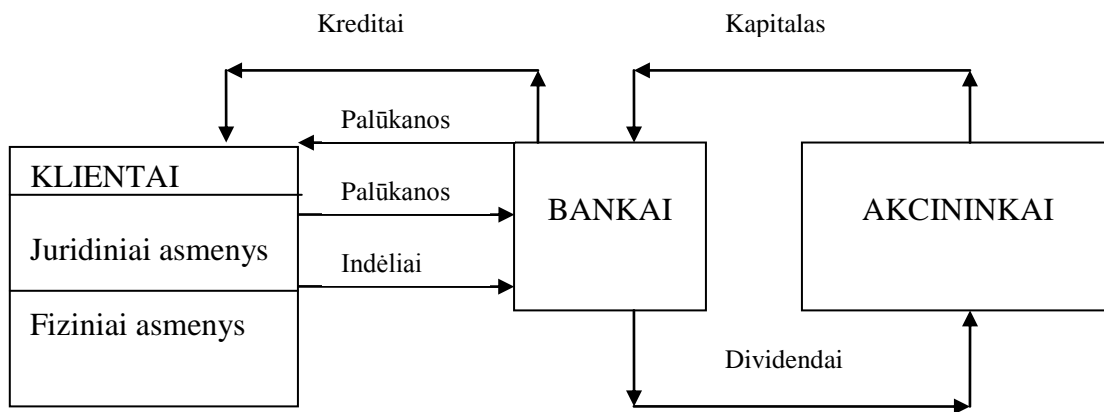 Kreditai
Kapitalas
Palūkanos
KLIENTAI
Palūkanos
BANKAI
AKCININKAI
Juridiniai asmenys
Indėliai
Fiziniai asmenys
Dividendai